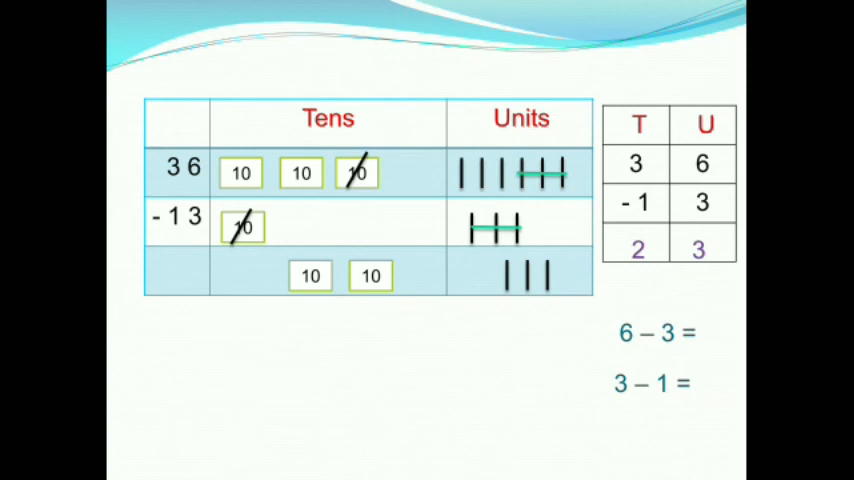 Tens Units
3 6 10 10 10
- 1 3 10
10 10
T U
3 6
- 1 3
2 3
6 – 3 =
3 – 1 =